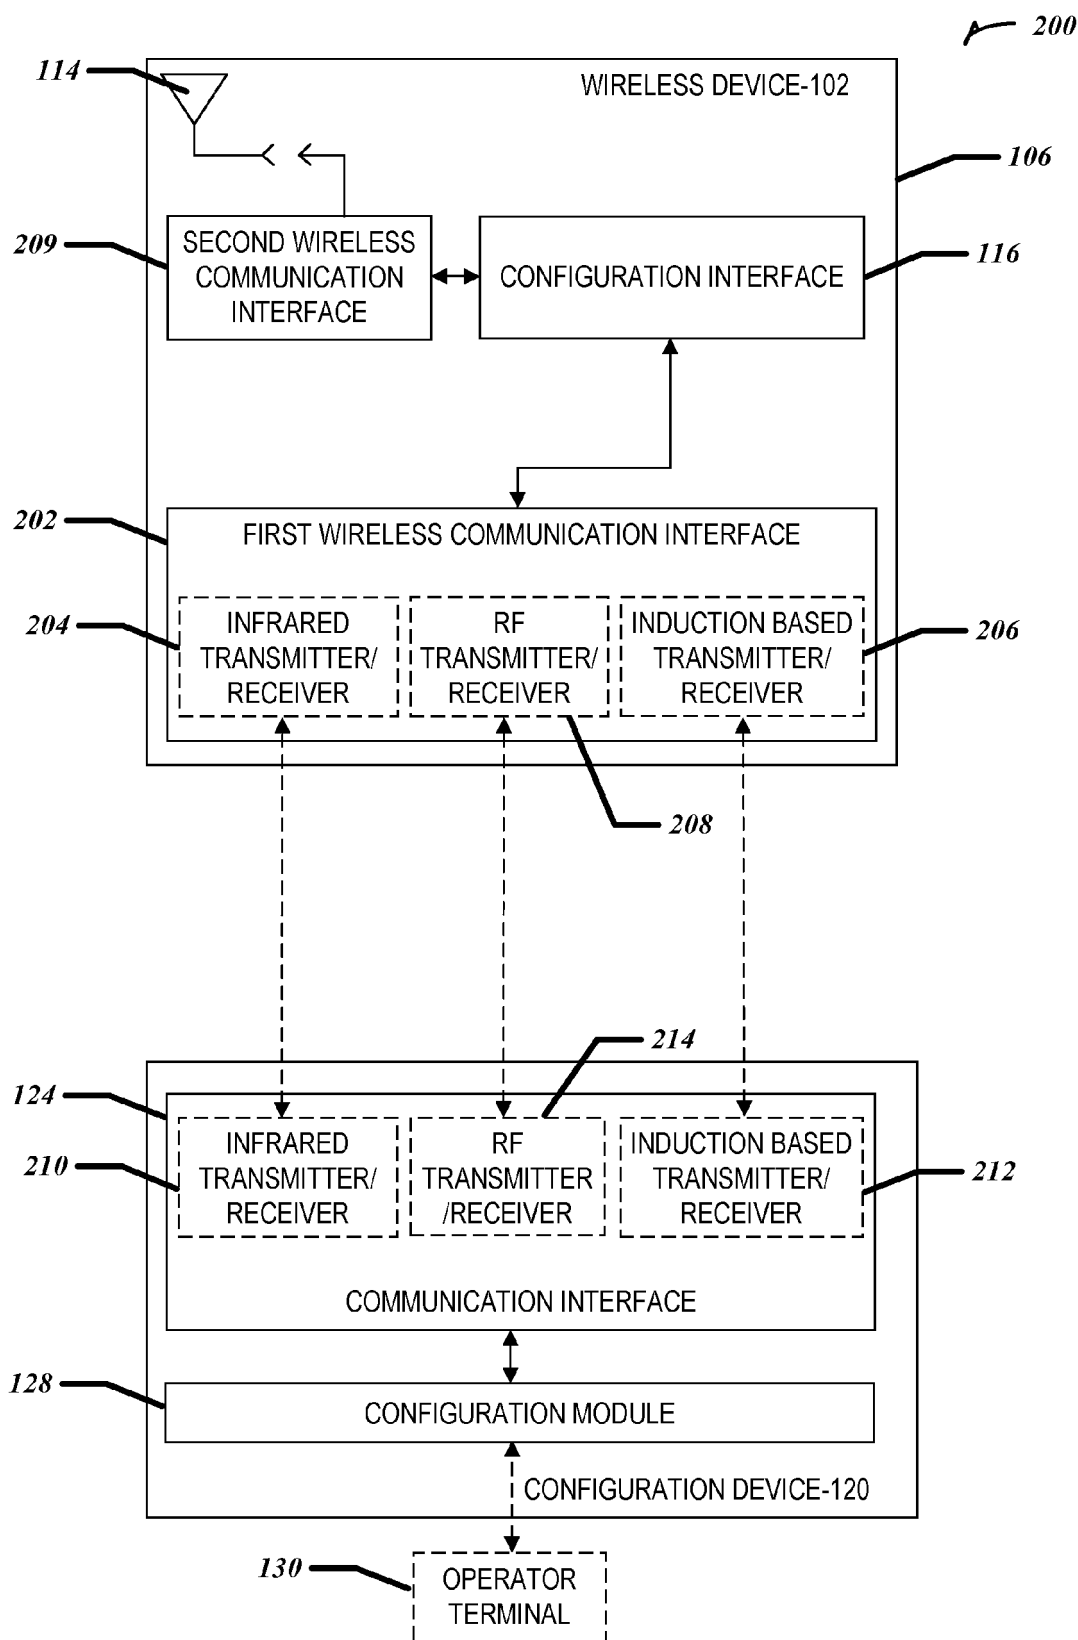 200
114
WIRELESS DEVICE-102
106
209
SECOND WIRELESS
COMMUNICATION
INTERFACE
CONFIGURATION INTERFACE
116
202
FIRST WIRELESS COMMUNICATION INTERFACE
204
INFRARED
TRANSMITTER/
RECEIVER
RF
TRANSMITTER/
RECEIVER
INDUCTION BASED
TRANSMITTER/
RECEIVER
206
208
214
124
210
INFRARED
TRANSMITTER/
RECEIVER
RF
TRANSMITTER
/RECEIVER
INDUCTION BASED
TRANSMITTER/
RECEIVER
212
COMMUNICATION INTERFACE
128
CONFIGURATION MODULE
CONFIGURATION DEVICE-120
130
OPERATOR
TERMINAL